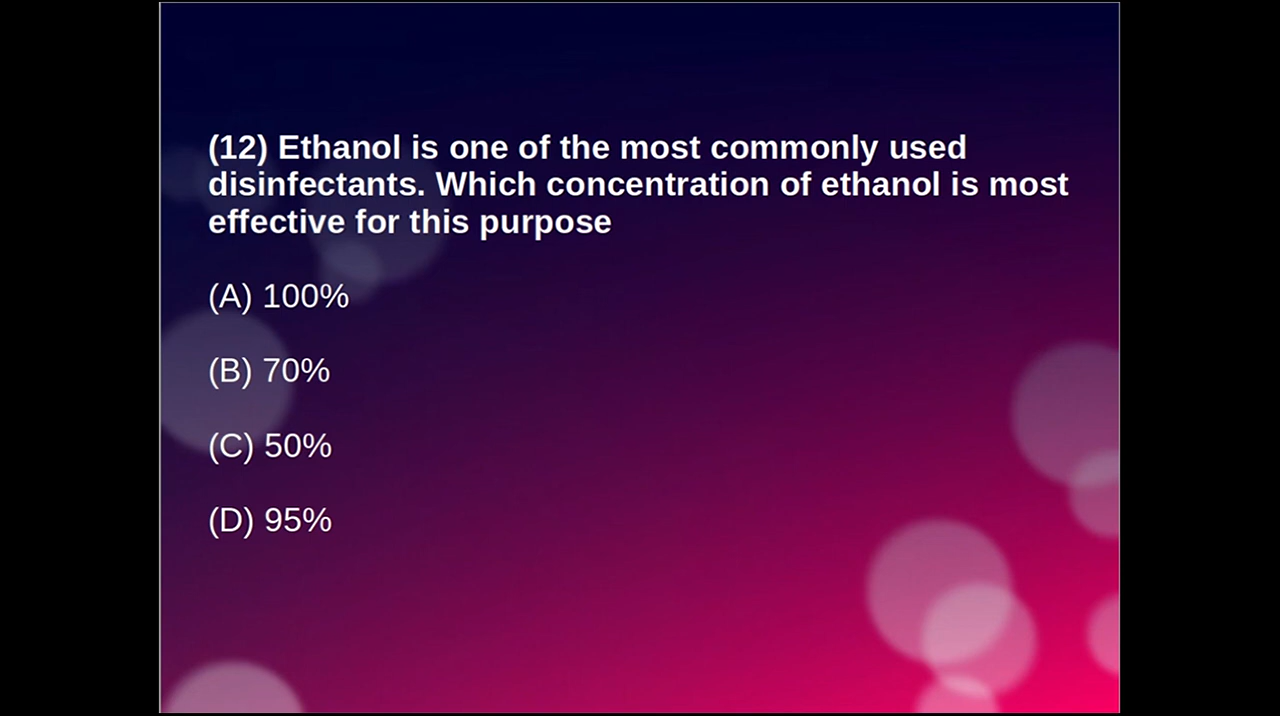 (12) Ethanol is one of the most commonly used
disinfectants. Which concentration of ethanol is most
effective for this purpose
(A) 100%
(B) 70%
(C) 50%
(D) 95%